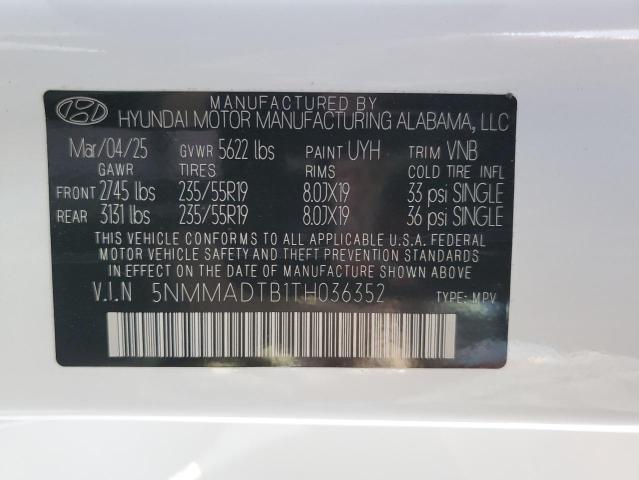 MANUFACTURED BY
HYUNDAI MOTOR MANUFACTURING ALABAMA, LLC
Mar/04/25 GVWR 5622 lbs PAINT UYH TRIM VNB
GAWR TIRES RIMS COLD TIRE INFL
FRONT 2745 lbs 235/55R19 8.0JX19 33 psi SINGLE
REAR 3131 lbs 235/55R19 8.0JX19 36 psi SINGLE
THIS VEHICLE CONFORMS TO ALL APPLICABLE U.S.A. FEDERAL
MOTOR VEHICLE SAFETY AND THEFT PREVENTION STANDARDS
IN EFFECT ON THE DATE OF MANUFACTURE SHOWN ABOVE.
V.I.N 5NMMADTB1TH036352 TYPE: MPV